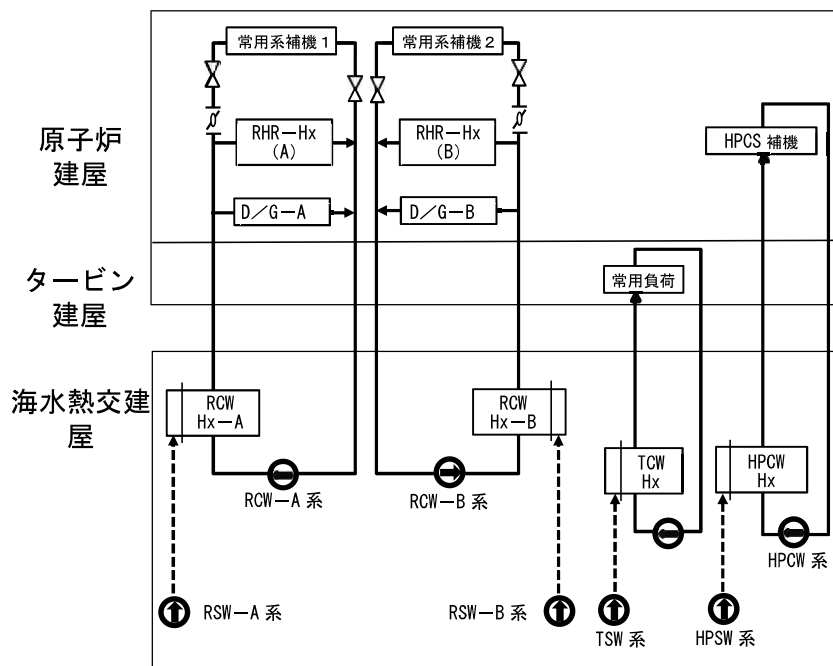 常用系補機1
常用系補機2
原子炉
建屋
RHR－Hx
(A)
RHR－Hx
(B)
HPCS 補機
D／G－A
D／G－B
タービン
建屋
常用負荷
海水熱交建
屋
RCW
Hx－A
RCW
Hx－B
TCW
Hx
HPCW
Hx
RCW－A 系
RCW－B 系
HPCW 系
RSW－A 系
RSW－B 系
TSW 系
HPSW 系